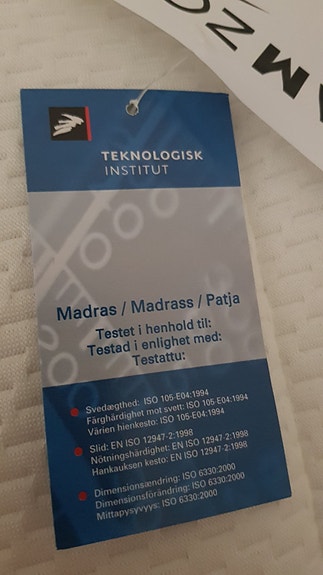 AMZ
TEKNOLOGISK
INSTITUT
Madras / Madrass / Patja
Testet i henhold til:
Testad i enlighet med:
Testattu:
Svedægthed: ISO 105-E04:1994
Färghärdighet mot svett: ISO 105-E04:1994
Värien hienkesto: ISO 105-E04:1994
Slid: EN ISO 12947-2:1998
Nötningshärdighet: EN ISO 12947-2:1998
Hankauksen kesto: EN ISO 12947-2:1998
Dimensionsændring: ISO 6330:2000
Dimensionsförändring: ISO 6330:2000
Mittapysyvyys: ISO 6330:2000